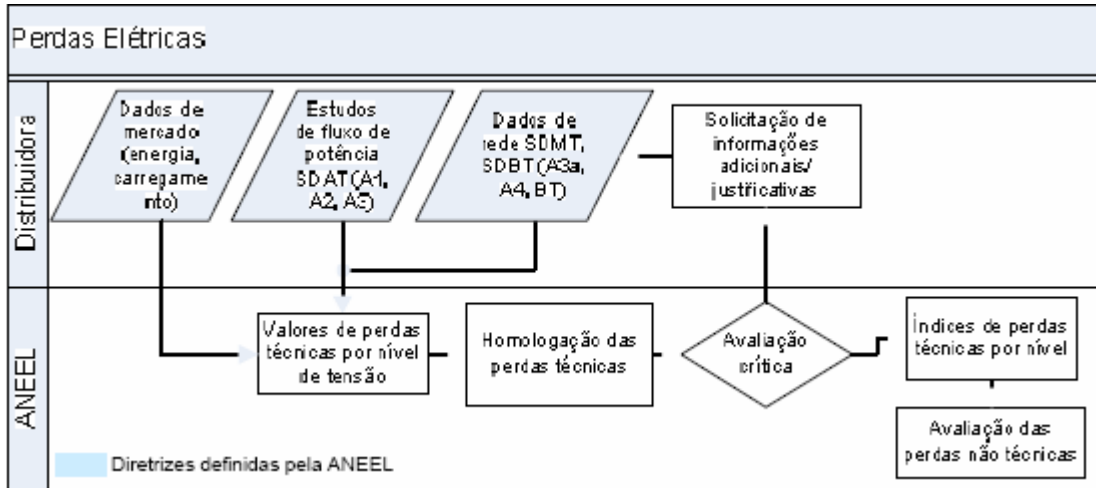 Perdas Elétricas
Distribuidora
Dados de
mercado
(energia,
carregame
nto)
Estudos
de fluxo de
potência
SDAT(A1,
A2, A3)
Dados de
rede SDMT,
SDBT(A3a,
A4, BT)
Solicitação de
informações
adicionais/
justificativas
ANEEL
Valores de perdas
técnicas por nível
de tensão
Homologação das
perdas técnicas
Avaliação
crítica
Índices de perdas
técnicas por nível
Avaliação das
perdas não técnicas
Diretrizes definidas pela ANEEL